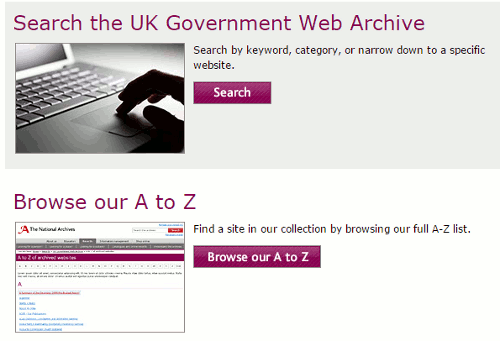 Search the UK Government Web Archive
Search by keyword, category, or narrow down to a specific
website.
Search
Browse our A to Z
Find a site in our collection by browsing our full A-Z list.
The National Archives
A to Z of archived websites
A
Browse our A to Z